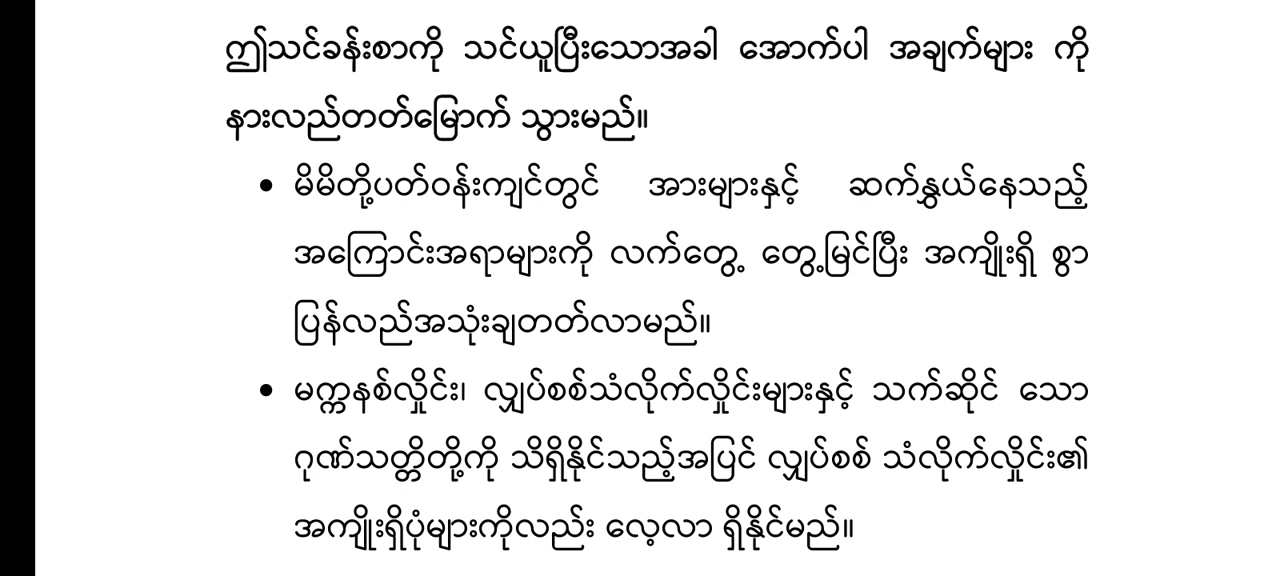 ဤသင်ခန်းစာကို သင်ယူပြီးသောအခါ အောက်ပါ အချက်များ ကို
နားလည်တတ်မြောက် သွားမည်။
• မိမိတို့ပတ်ဝန်းကျင်တွင် အားများနှင့် ဆက်နွှယ်နေသည့်
အကြောင်းအရာများကို လက်တွေ့ တွေ့မြင်ပြီး အကျိုးရှိ စွာ
ပြန်လည်အသုံးချတတ်လာမည်။
• မက္ကနစ်လှိုင်း၊ လျှပ်စစ်သံလိုက်လှိုင်းများနှင့် သက်ဆိုင် သော
ဂုဏ်သတ္တိတို့ကို သိရှိနိုင်သည့်အပြင် လျှပ်စစ် သံလိုက်လှိုင်း၏
အကျိုးရှိပုံများကိုလည်း လေ့လာ ရှိနိုင်မည်။